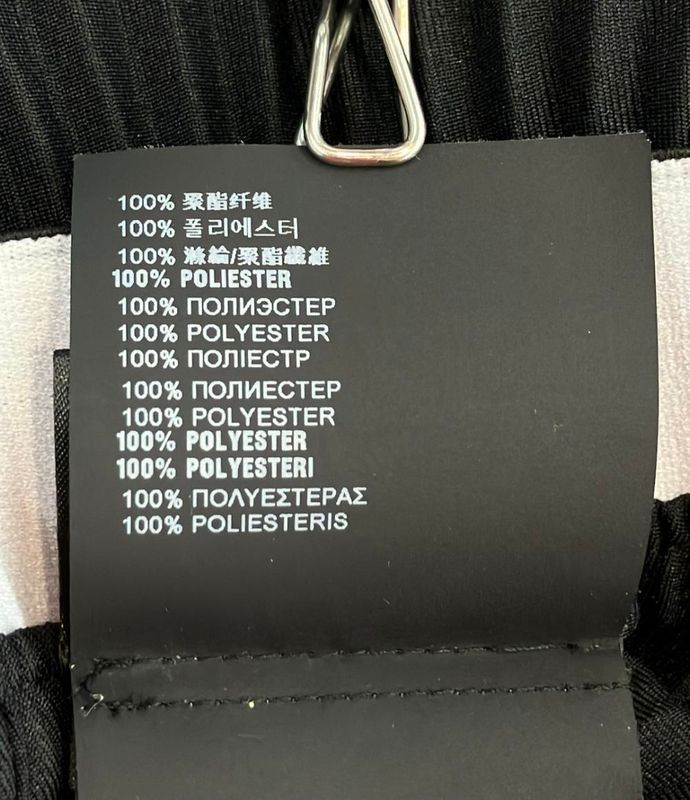 100% 聚酯纤维
100% 폴리에스터
100% 滌綸/聚酯纖維
100% POLIESTER
100% ПОЛИЭСТЕР
100% POLYESTER
100% ПОЛІЕСТР
100% ПОЛИЕСТЕР
100% POLYESTER
100% POLYESTER
100% POLYESTERI
100% ΠΟΛΥΕΣΤΕΡΑΣ
100% POLIESTERIS